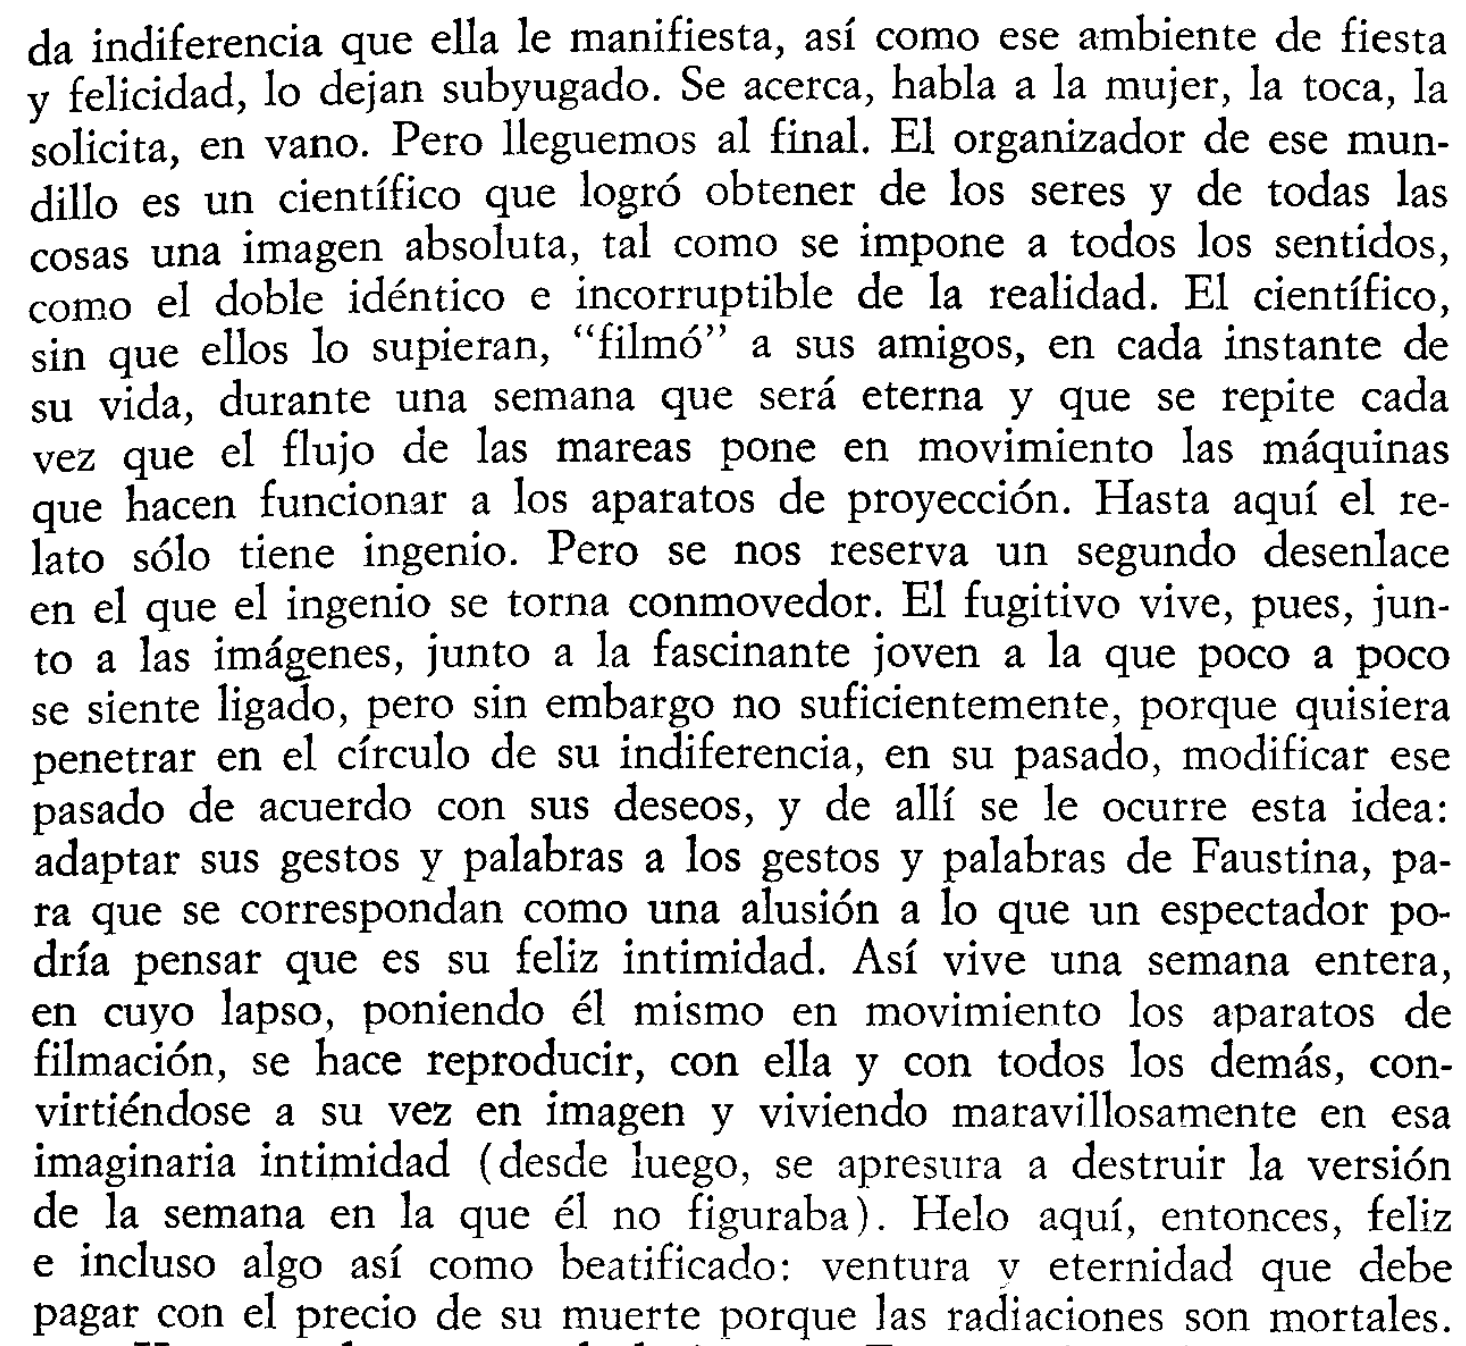 da indiferencia que ella le manifiesta, así como ese ambiente de fiesta
y felicidad, lo dejan subyugado. Se acerca, habla a la mujer, la toca, la
solicita, en vano. Pero lleguemos al final. El organizador de ese mun-
dillo es un científico que logró obtener de los seres y de todas las
cosas una imagen absoluta, tal como se impone a todos los sentidos,
como el doble idéntico e incorruptible de la realidad. El científico,
sin que ellos lo supieran, “filmó” a sus amigos, en cada instante de
su vida, durante una semana que será eterna y que se repite cada
vez que el flujo de las mareas pone en movimiento las máquinas
que hacen funcionar a los aparatos de proyección. Hasta aquí el re-
lato sólo tiene ingenio. Pero se nos reserva un segundo desenlace
en el que el ingenio se torna conmovedor. El fugitivo vive, pues, jun-
to a las imágenes, junto a la fascinante joven a la que poco a poco
se siente ligado, pero sin embargo no suficientemente, porque quisiera
penetrar en el círculo de su indiferencia, en su pasado, modificar ese
pasado de acuerdo con sus deseos, y de allí se le ocurre esta idea:
adaptar sus gestos y palabras a los gestos y palabras de Faustina, pa-
ra que se correspondan como una alusión a lo que un espectador po-
dría pensar que es su feliz intimidad. Así vive una semana entera,
en cuyo lapso, poniendo él mismo en movimiento los aparatos de
filmación, se hace reproducir, con ella y con todos los demás, con-
virtiéndose a su vez en imagen y viviendo maravillosamente en esa
imaginaria intimidad (desde luego, se apresura a destruir la versión
de la semana en la que él no figuraba). Helo aquí, entonces, feliz
e incluso algo así como beatificado: ventura y eternidad que debe
pagar con el precio de su muerte porque las radiaciones son mortales.